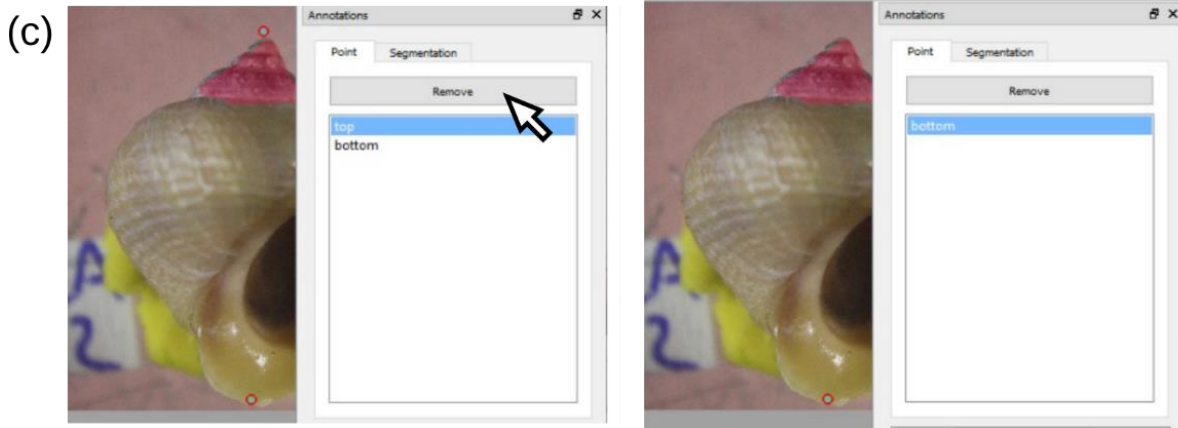 (c)
Annotations
Point Segmentation
Remove
top
bottom
Annotations
Point Segmentation
Remove
bottom